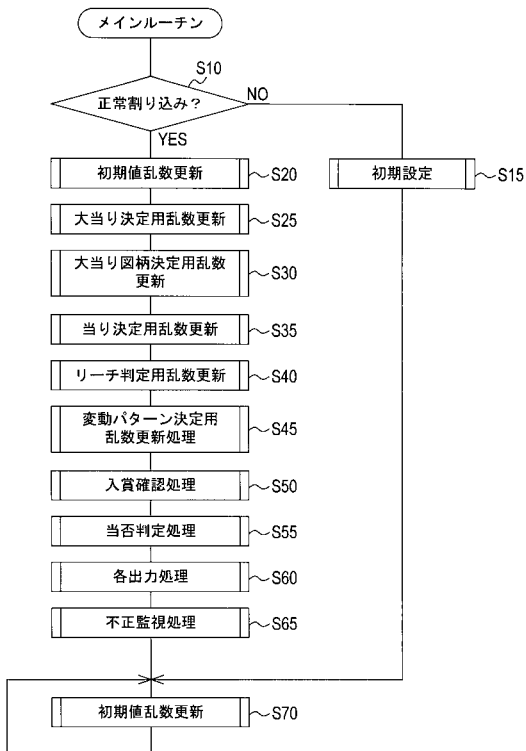 メインルーチン
S10
正常割り込み?
NO
YES
初期値乱数更新
S20
初期設定
S15
大当り決定用乱数更新
S25
大当り図柄決定用乱数
更新
S30
当り決定用乱数更新
S35
リーチ判定用乱数更新
S40
変動パターン決定用
乱数更新処理
S45
入賞確認処理
S50
当否判定処理
S55
各出力処理
S60
不正監視処理
S65
初期値乱数更新
S70